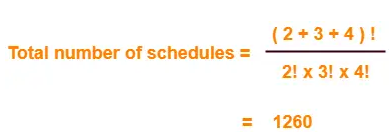 ( 2 + 3 + 4 ) !
Total number of schedules =
2! x 3! x 4!
= 1260